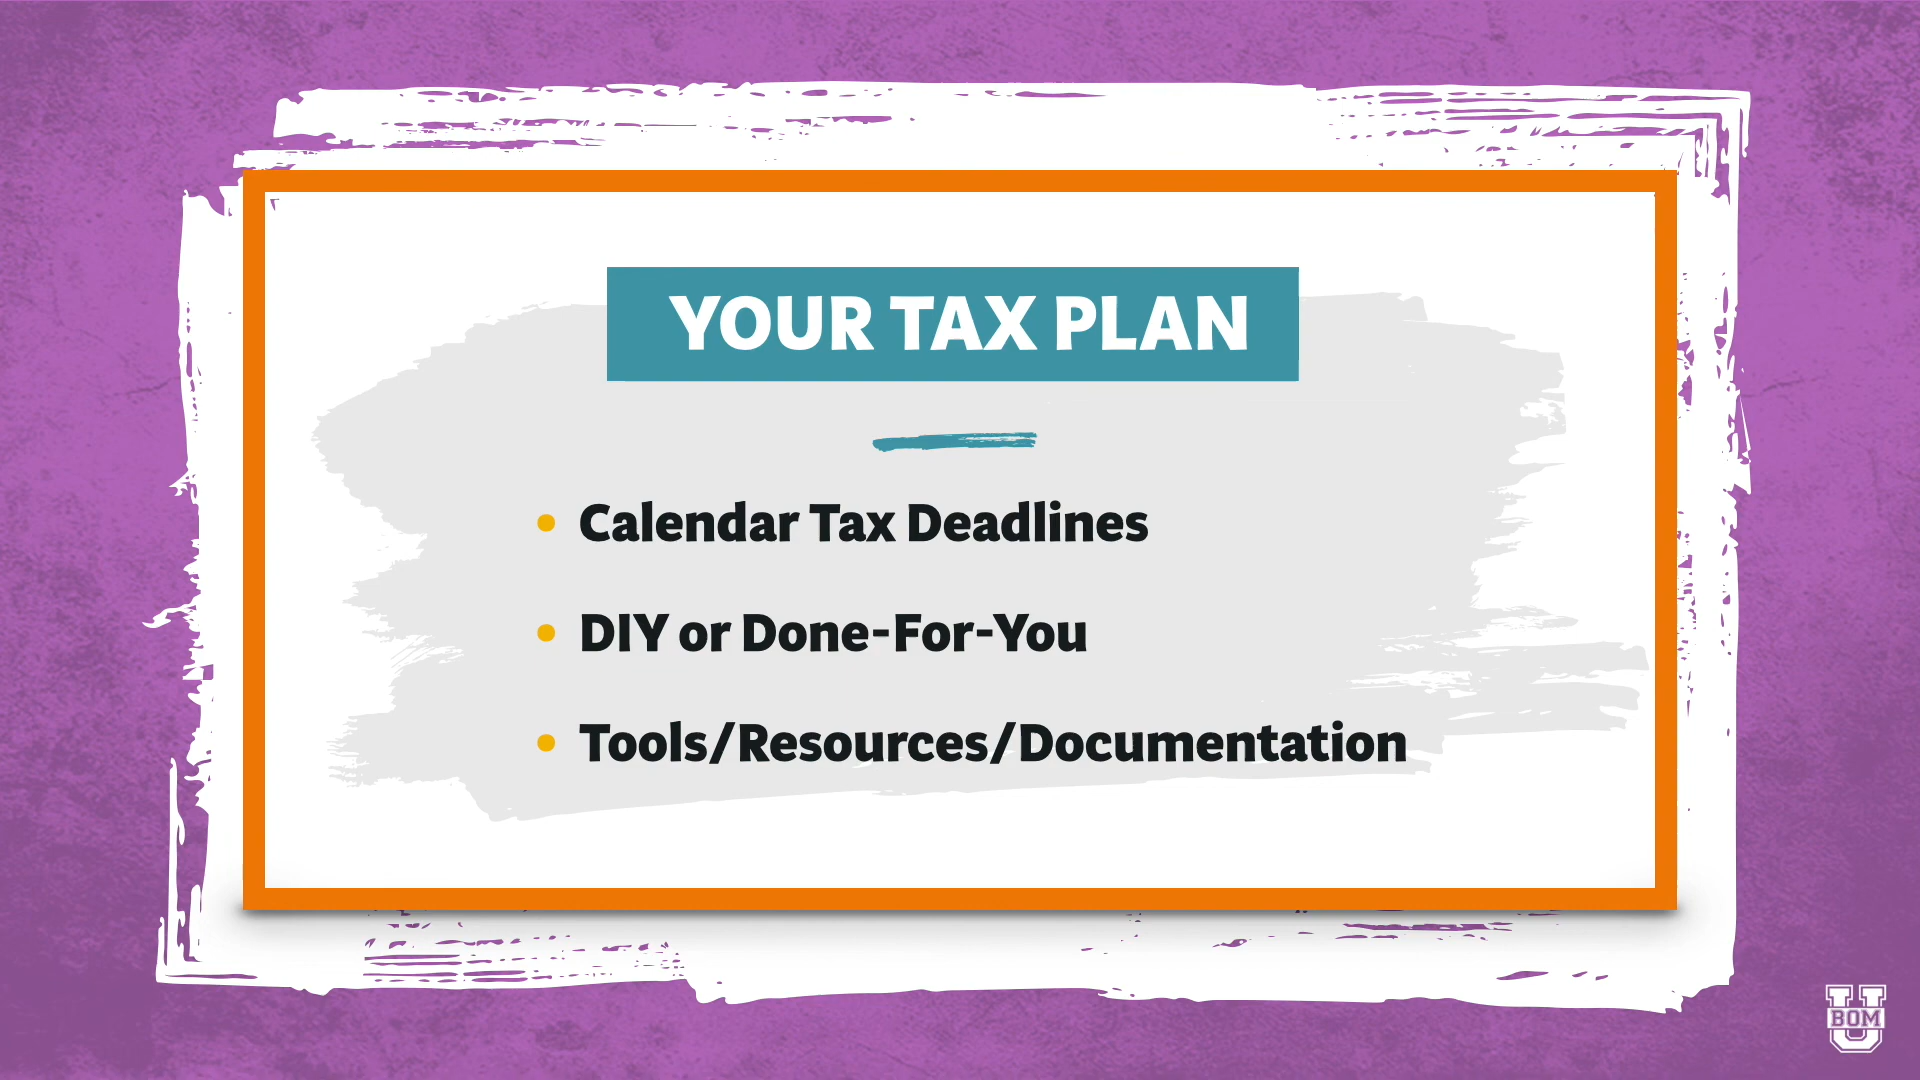 YOUR TAX PLAN
• Calendar Tax Deadlines
• DIY or Done-For-You
• Tools/Resources/Documentation
U
BOM